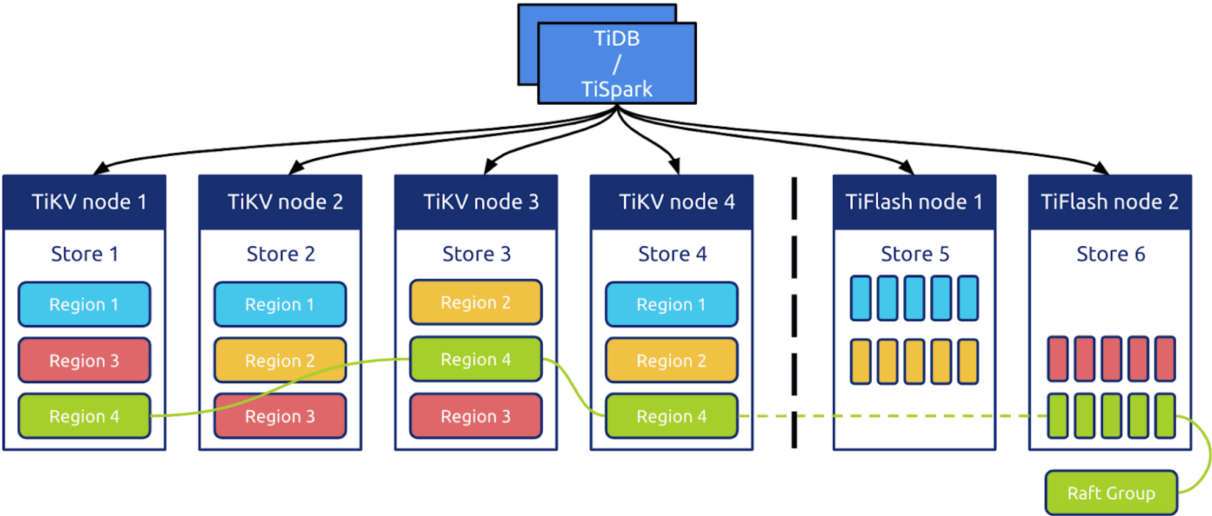 TiDB
/
TiSpark
TiKV node 1
TiKV node 2
TiKV node 3
TiKV node 4
TiFlash node 1
TiFlash node 2
Store 1
Store 2
Store 3
Store 4
Store 5
Store 6
Region 1
Region 1
Region 2
Region 1
Region 3
Region 2
Region 4
Region 2
Region 4
Region 3
Region 3
Region 4
Raft Group